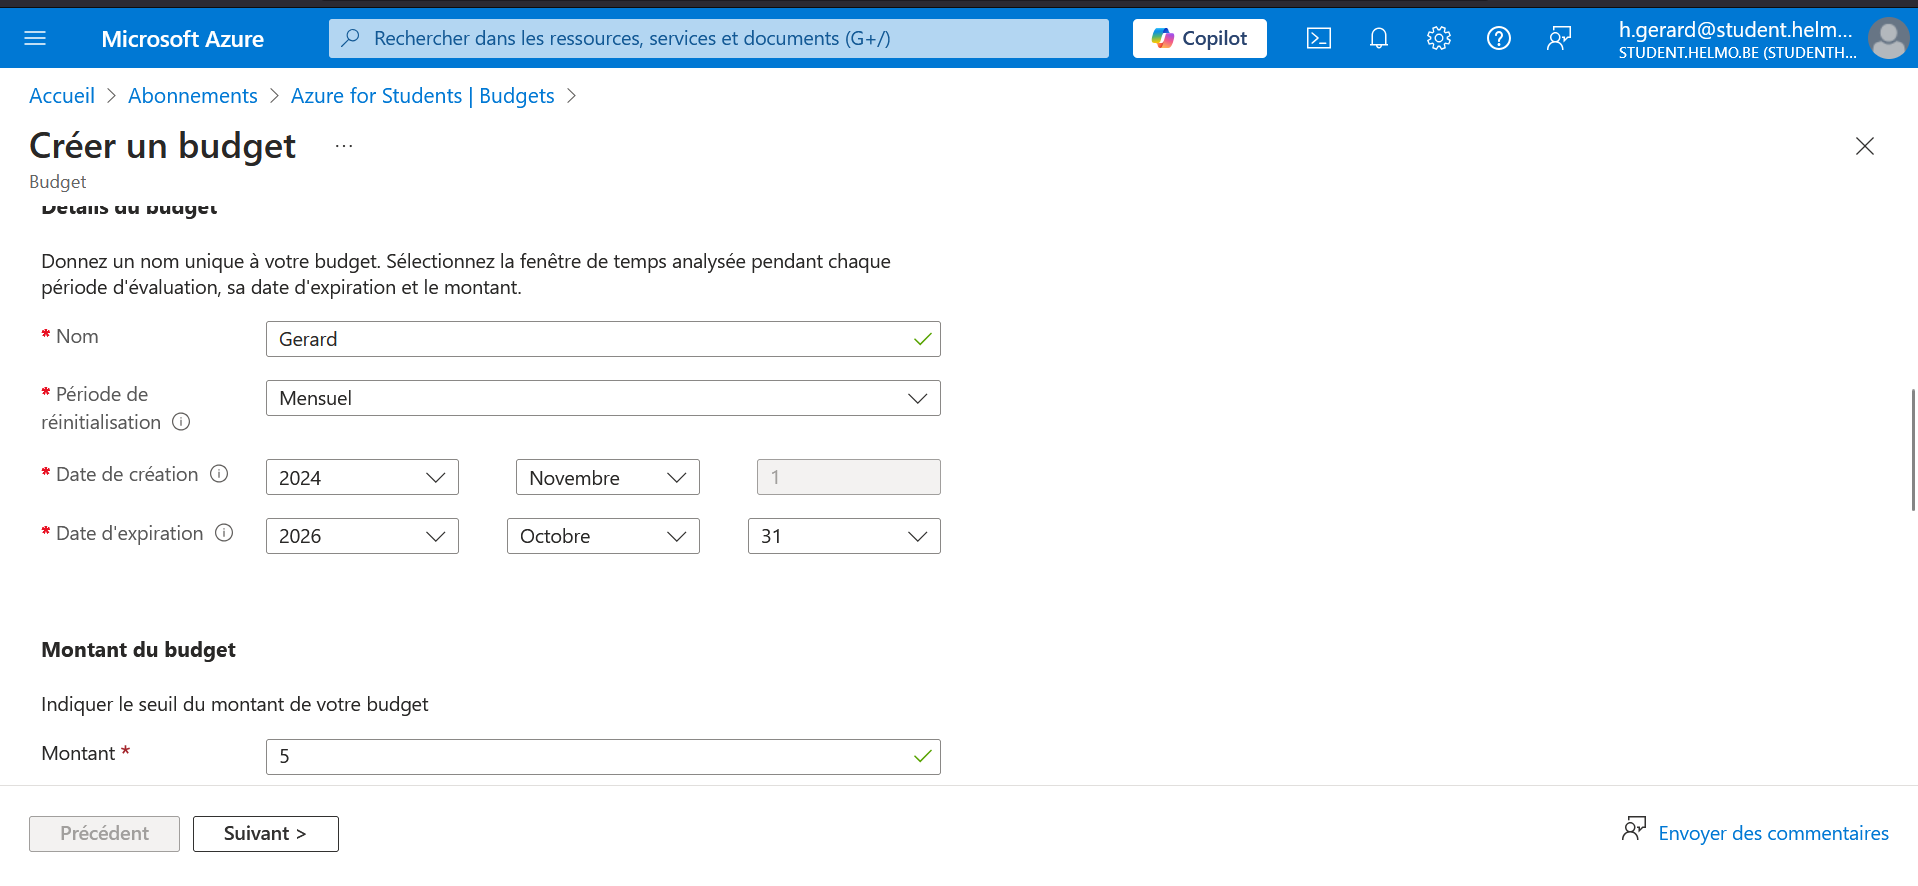 Microsoft Azure
Rechercher dans les ressources, services et documents (G+/)
Copilot
h.gerard@student.helm...
STUDENT.HELMO.BE (STUDENTH...
Accueil > Abonnements > Azure for Students | Budgets >
Créer un budget ...
Budget
Détails du budget
Donnez un nom unique à votre budget. Sélectionnez la fenêtre de temps analysée pendant chaque
période d'évaluation, sa date d'expiration et le montant.
* Nom
Gerard
* Période de
réinitialisation
Mensuel
* Date de création
2024
Novembre
1
* Date d'expiration
2026
Octobre
31
Montant du budget
Indiquer le seuil du montant de votre budget
Montant *
5
Précédent
Suivant >
Envoyer des commentaires